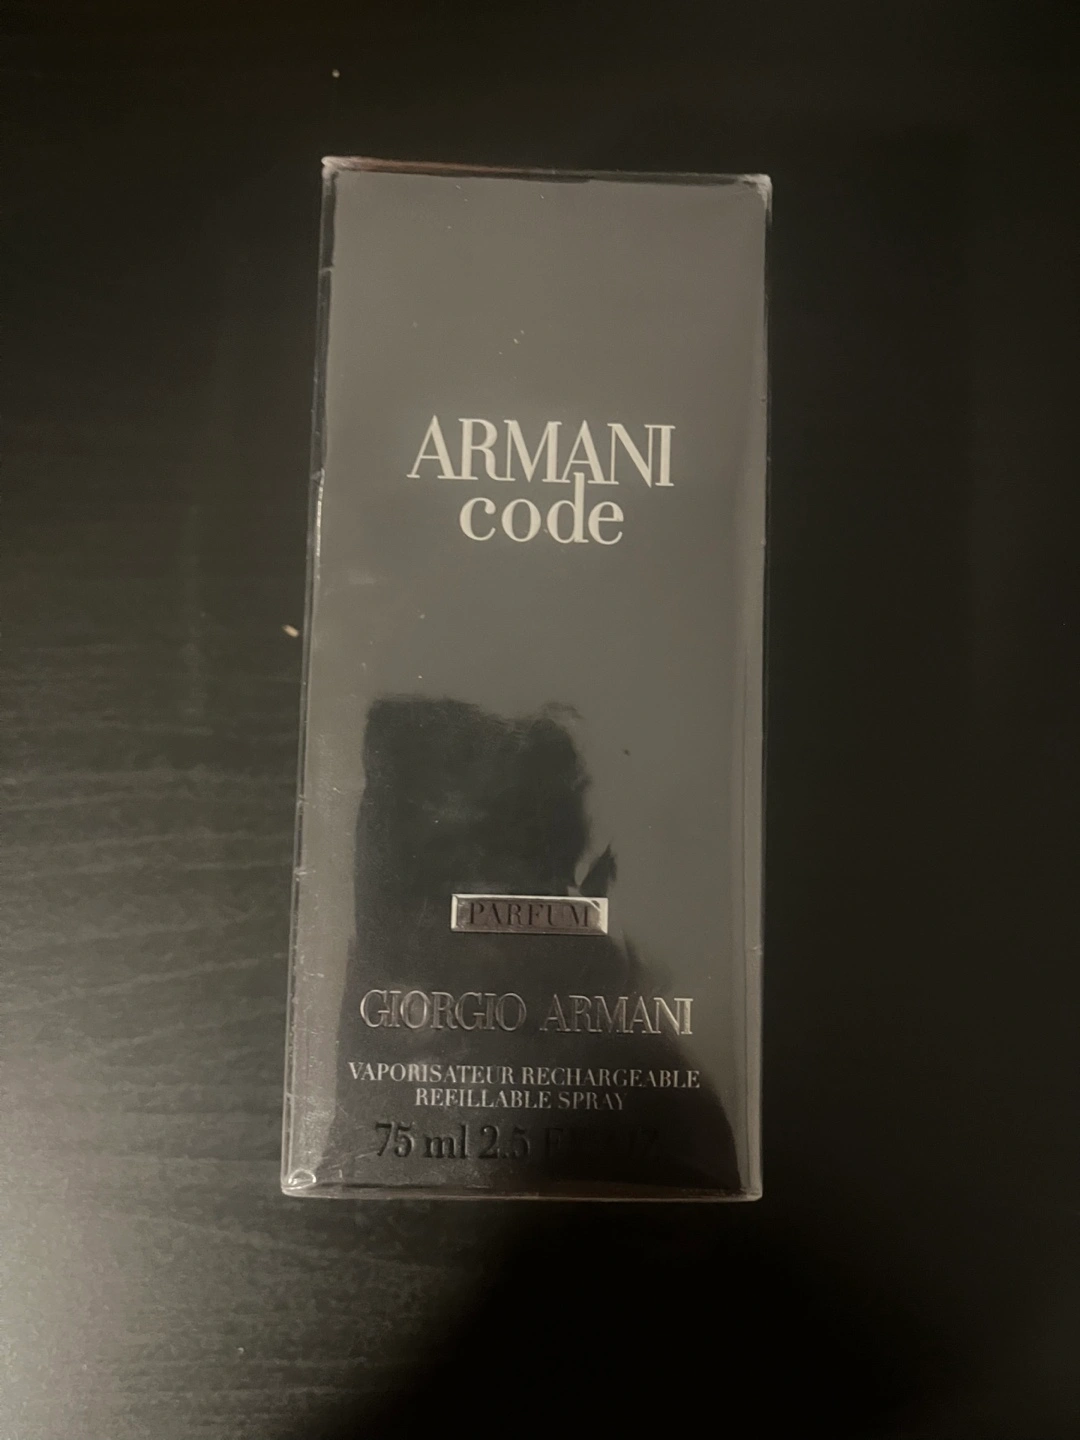 ARMANI
code
PARFUM
GIORGIO ARMANI
VAPORISATEUR RECHARGEABLE
REFILLABLE SPRAY
75 ml 2.5